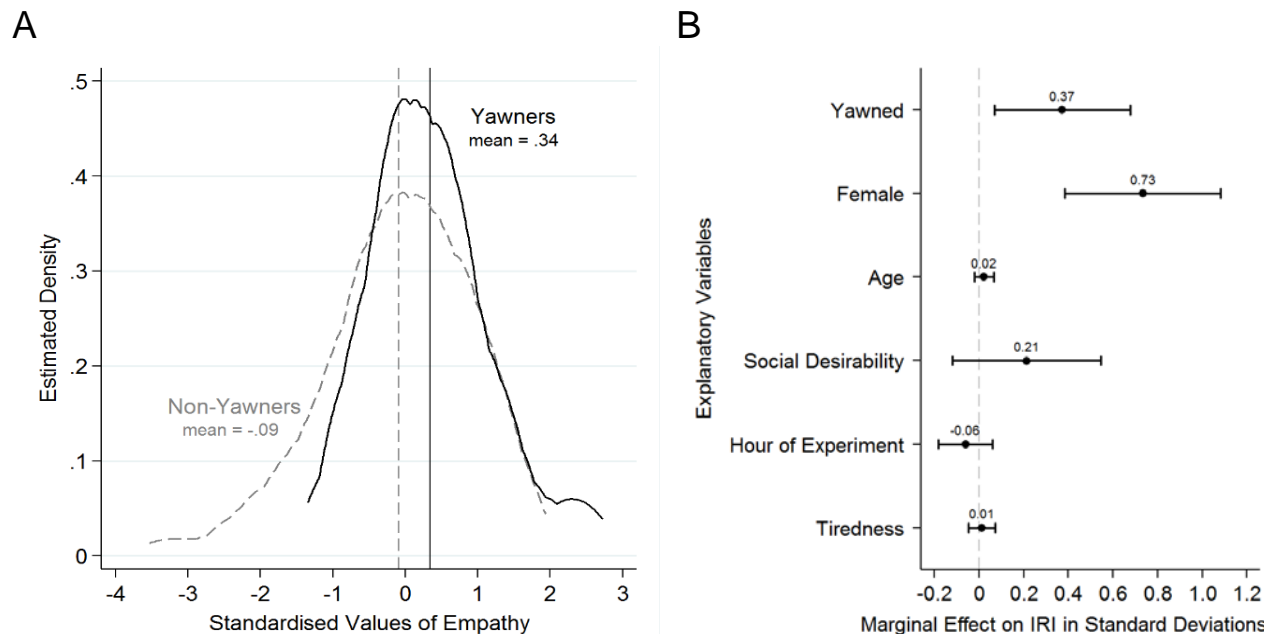 A
.5
.4
.3
.2
.1
0
Estimated Density
Yawners
mean = .34
Non-Yawners
mean = -.09
-4 -3 -2 -1 0 1 2 3
Standardised Values of Empathy
B
Explanatory Variables
Yawned
0.37
Female
0.73
Age
0.02
Social Desirability
0.21
Hour of Experiment
-0.06
Tiredness
0.01
-0.2 0 0.2 0.4 0.6 0.8 1.0 1.2
Marginal Effect on IRI in Standard Deviations